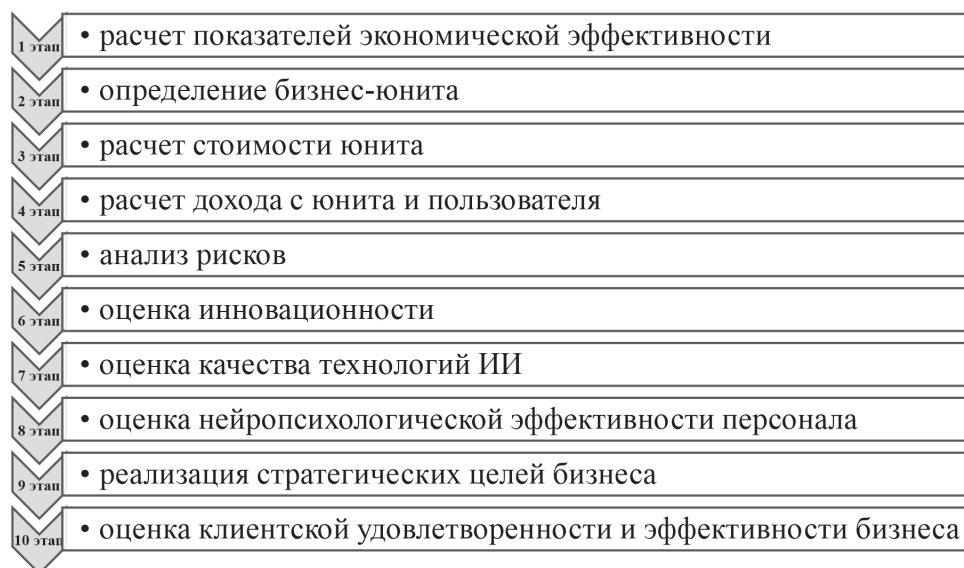 1 этап • расчет показателей экономической эффективности
2 этап • определение бизнес-юнита
3 этап • расчет стоимости юнита
4 этап • расчет дохода с юнита и пользователя
5 этап • анализ рисков
6 этап • оценка инновационности
7 этап • оценка качества технологий ИИ
8 этап • оценка нейропсихологической эффективности персонала
9 этап • реализация стратегических целей бизнеса
10 этап • оценка клиентской удовлетворенности и эффективности бизнеса